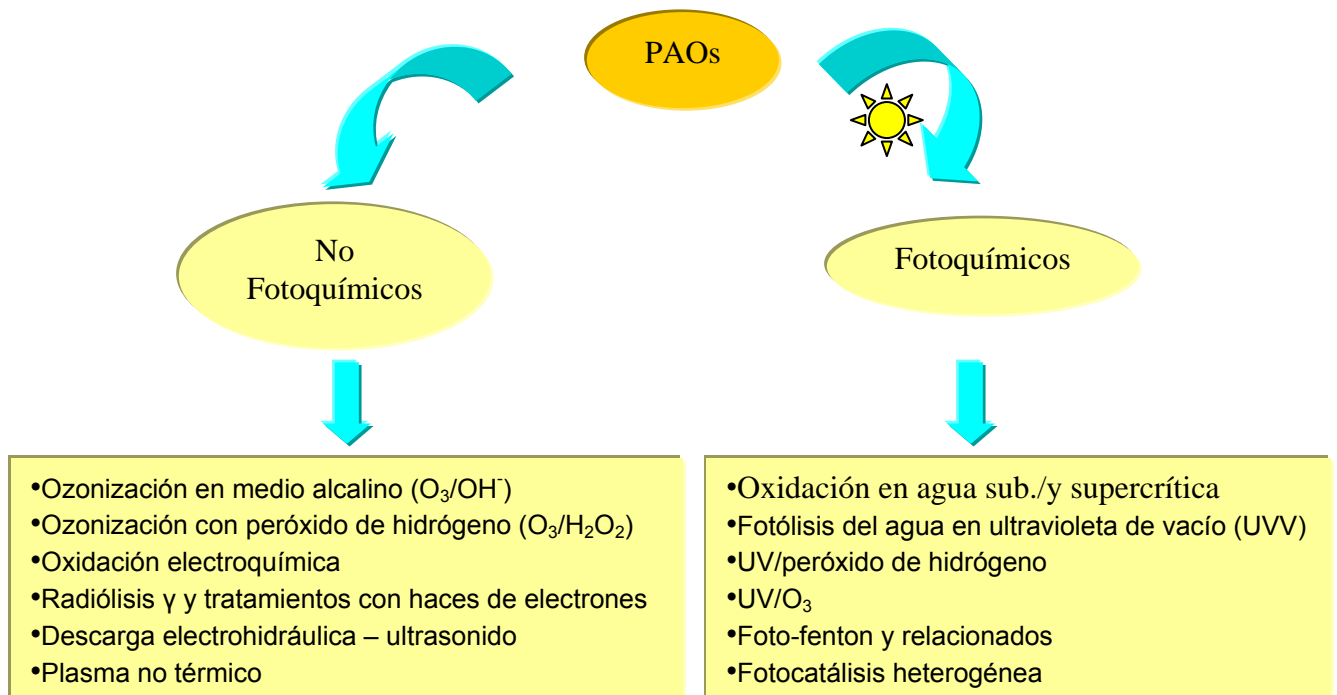 PAOs
No
Fotoquímicos
Fotoquímicos
•Ozonización en medio alcalino (O₃/OH⁻)
•Ozonización con peróxido de hidrógeno (O₃/H₂O₂)
•Oxidación electroquímica
•Radiólisis γ y tratamientos con haces de electrones
•Descarga electrohidráulica – ultrasonido
•Plasma no térmico
•Oxidación en agua sub./y supercrítica
•Fotólisis del agua en ultravioleta de vacío (UVV)
•UV/peróxido de hidrógeno
•UV/O₃
•Foto-fenton y relacionados
•Fotocatálisis heterogénea